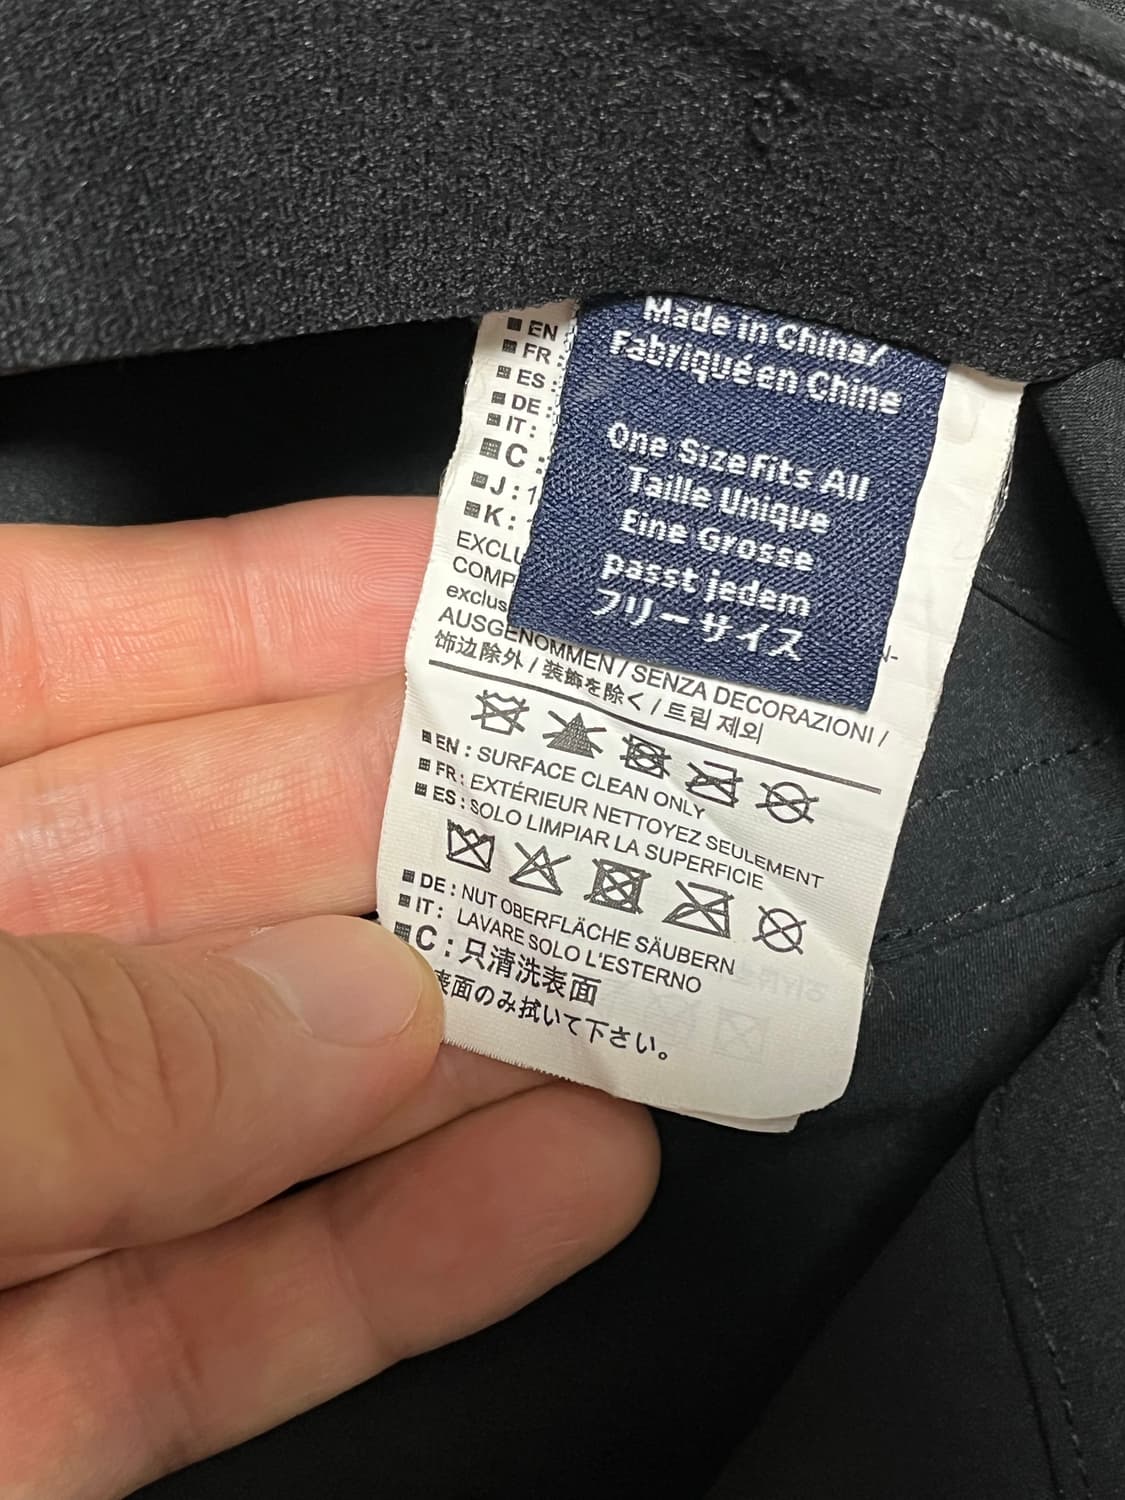 Made in China/
Fabriqué en Chine
One Size Fits All
Taille Unique
Eine Grosse
passt jedem
フリーサイズ
EN
FR
ES
DE :
IT :
C :
J : 1
K :
AUSGENOMMEN / SENZA DECORAZIONI /
饰边除外 / 装飾を除く / 트림 제외
EN : SURFACE CLEAN ONLY
FR : EXTÉRIEUR NETTOYEZ SEULEMENT
ES : SOLO LIMPIAR LA SUPERFICIE
DE : NUT OBERFLÄCHE SÄUBERN
IT : LAVARE SOLO L'ESTERNO
C : 只清洗表面
表面のみ拭いて下さい。